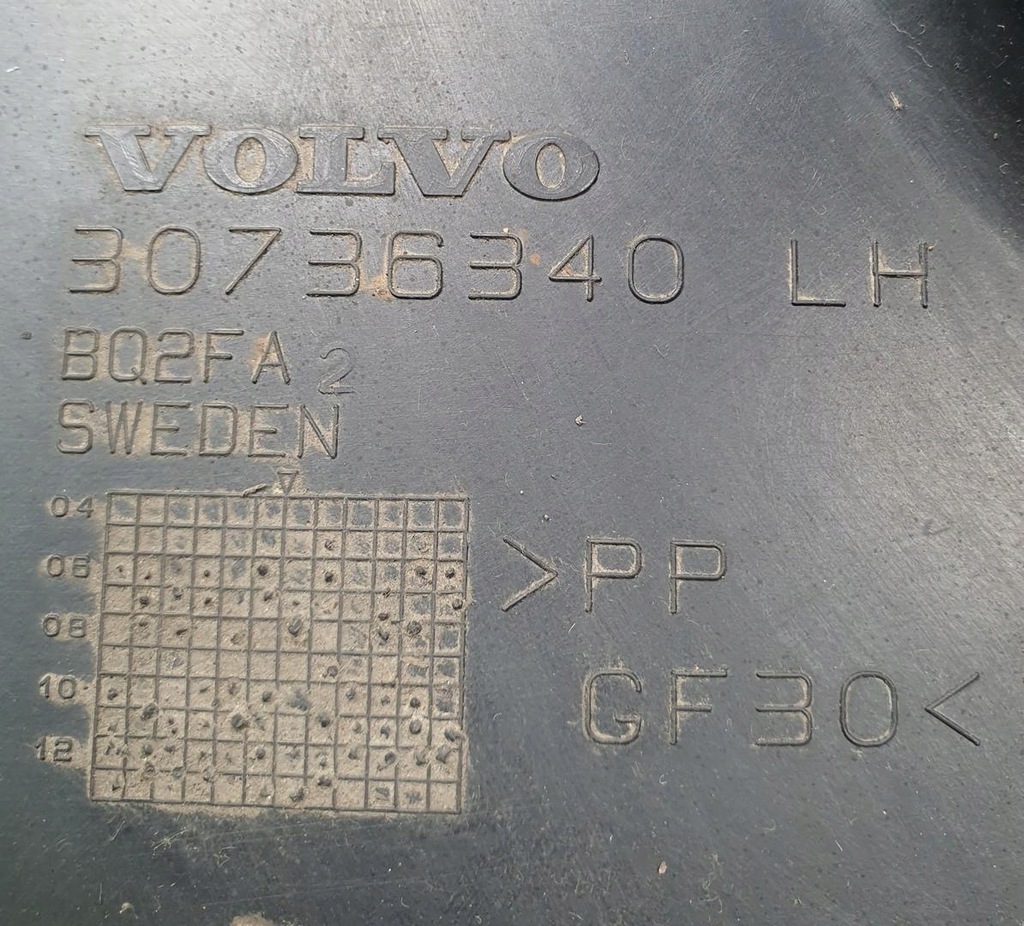 VOLVO
30736340 LH
BQ2FA 2
SWEDEN
04
06
08
10
12
>PP
GF30<